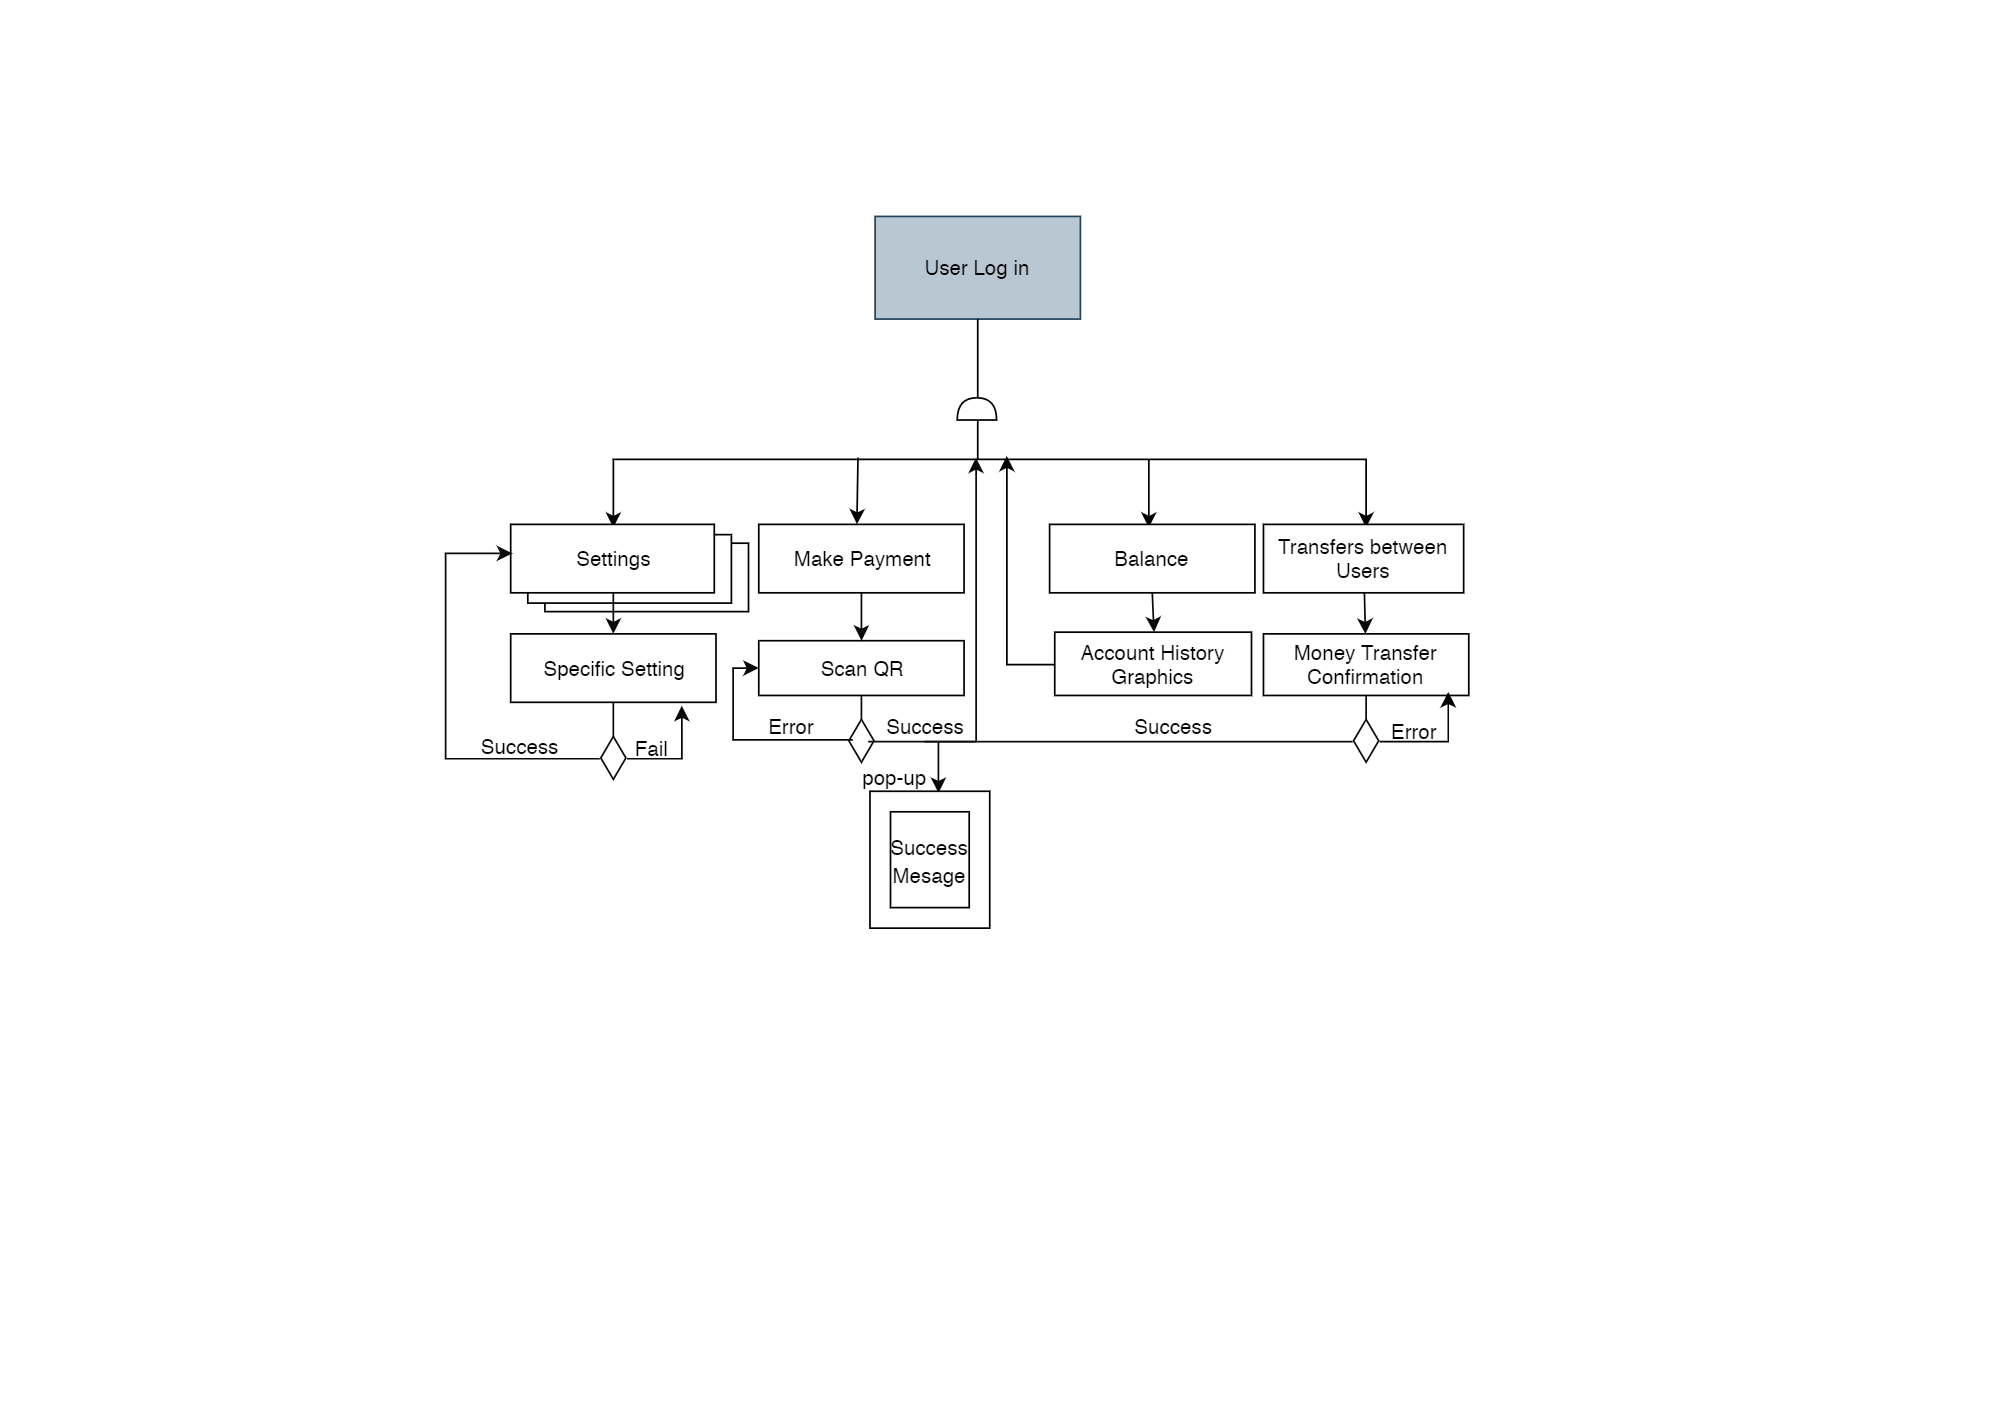 User Log in
Settings
Make Payment
Balance
Transfers between
Users
Specific Setting
Scan QR
Account History
Graphics
Money Transfer
Confirmation
Success
Fail
Error
Success
Success
Error
pop-up
Success
Mesage